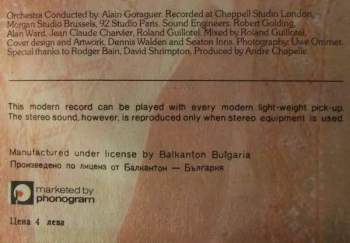 Orchestra Conducted by: Alain Goraguer. Recorded at Chappell Studio London,
Morgan Studio Brussels, 92 Studio Paris. Sound Engineers: Robert Golding,
Alan Ward, Jean Claude Charvier, Roland Guillotel. Mixed by Roland Guillotel.
Cover design and Artwork, Dennis Walden and Seaton Inns. Photography: Uwe Ommer.
Special thanks to Rodger Bain, David Shrimpton, Produced by Andre Chapelle.
This modern record can be played with every modern light-weight pick-up.
The stereo sound, however, is reproduced only when stereo equipment is used.
Manufactured under license by Balkanton Bulgaria
Произведено по лиценз от Балкантон — България
marketed by
phonogram
Цена 4 лева